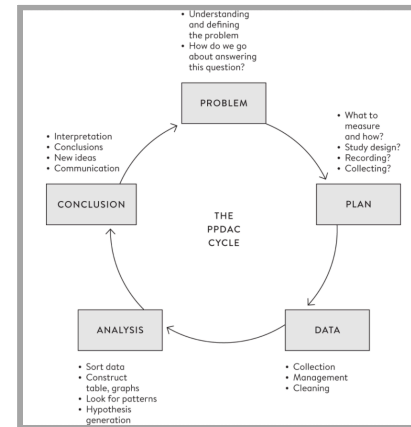 • Understanding
and defining
the problem
• How do we go
about answering
this question?
PROBLEM
• What to
measure
and how?
• Study design?
• Recording?
• Collecting?
PLAN
DATA
• Collection
• Management
• Cleaning
ANALYSIS
• Sort data
• Construct
table, graphs
• Look for patterns
• Hypothesis
generation
• Interpretation
• Conclusions
• New ideas
• Communication
CONCLUSION
THE
PPDAC
CYCLE